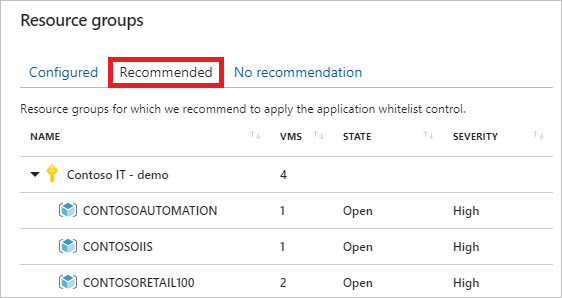 Resource groups
Configured Recommended No recommendation
Resource groups for which we recommend to apply the application whitelist control.
NAME VMS STATE SEVERITY
Contoso IT - demo 4
CONTOSOAUTOMATION 1 Open High
CONTOSOIIS 1 Open High
CONTOSORETAIL100 2 Open High